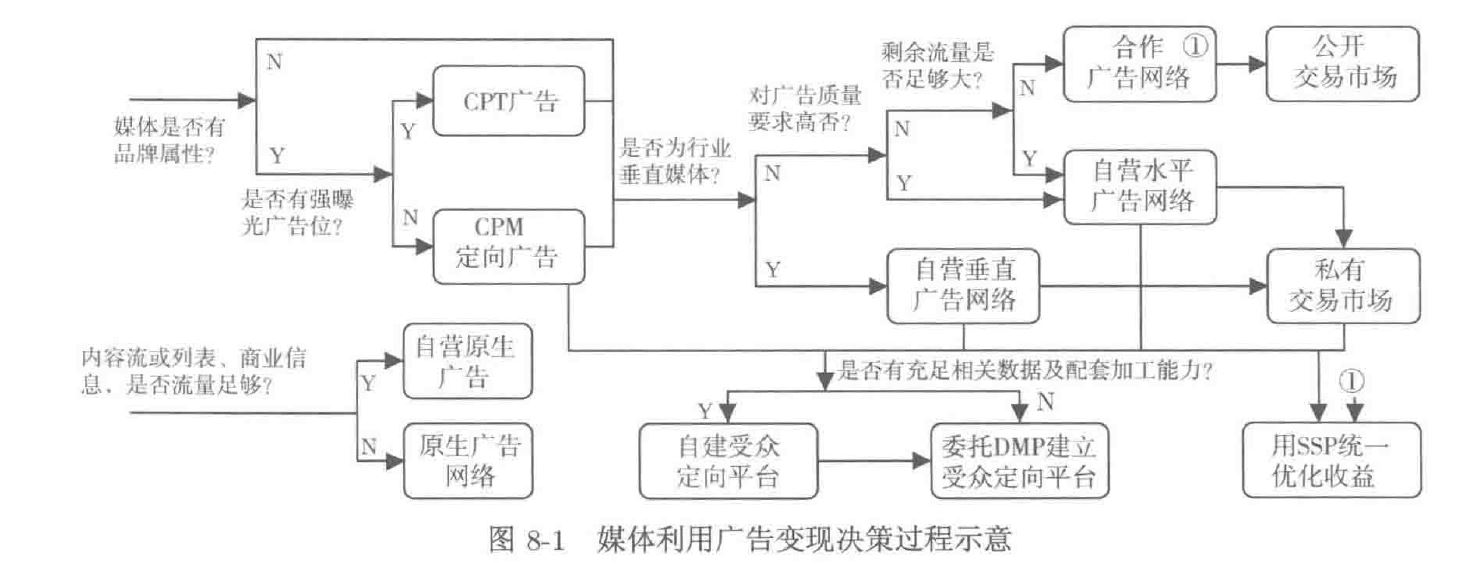 媒体是否有
品牌属性?
N
Y
是否有强曝
光广告位?
Y
N
CPT广告
CPM
定向广告
是否为行业
垂直媒体?
N
Y
对广告质量
要求高否?
N
Y
剩余流量是
否足够大?
N
Y
合作 ①
广告网络
公开
交易市场
自营水平
广告网络
自营垂直
广告网络
私有
交易市场
内容流或列表、商业信
息,是否流量足够?
Y
N
自营原生
广告
原生广告
网络
是否有充足相关数据及配套加工能力?
Y
N
自建受众
定向平台
委托DMP建立
受众定向平台
①
用SSP统一
优化收益
图 8-1 媒体利用广告变现决策过程示意